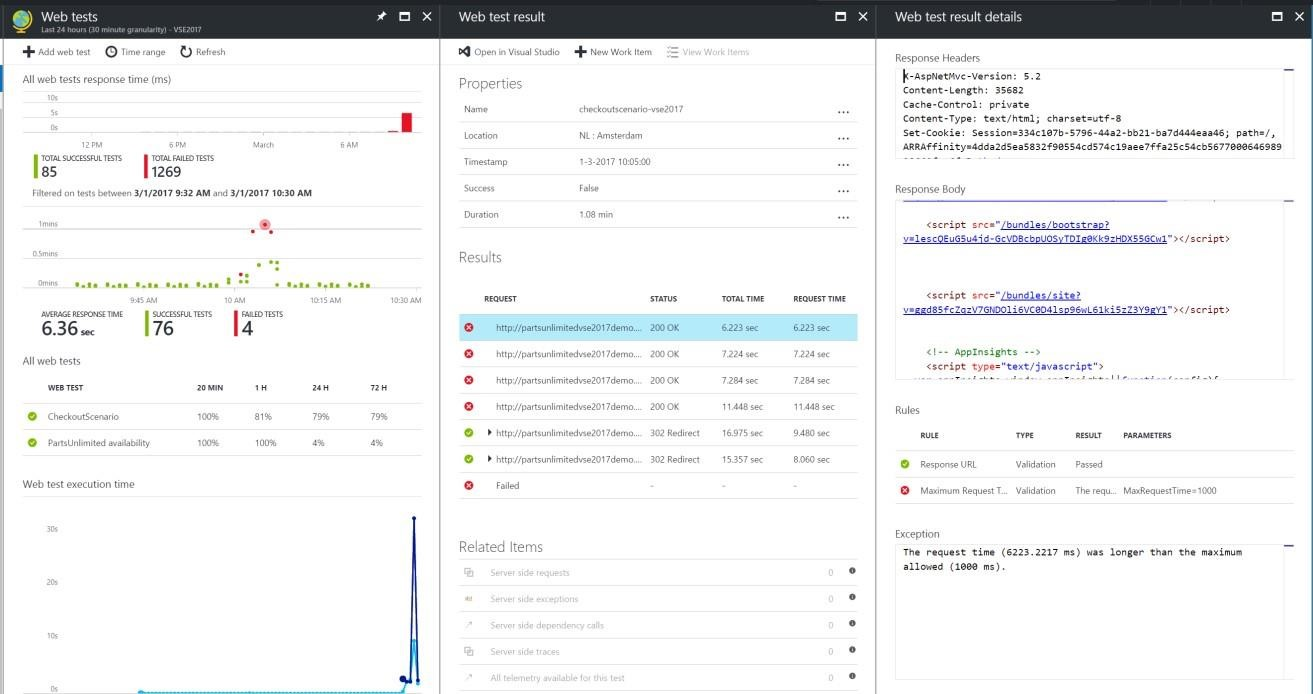 Web tests
Last 24 hours (30 minute granularity) - VSE2017
Add web test Time range Refresh
All web tests response time (ms)
10s
5s
0s
12 PM 6 PM March 6 AM
TOTAL SUCCESSFUL TESTS
85
TOTAL FAILED TESTS
1269
Filtered on tests between 3/1/2017 9:32 AM and 3/1/2017 10:30 AM
1mins
0.5mins
0mins
9:45 AM 10 AM 10:15 AM 10:30 AM
AVERAGE RESPONSE TIME
6.36 sec
SUCCESSFUL TESTS
76
FAILED TESTS
4
All web tests
WEB TEST 20 MIN 1 H 24 H 72 H
CheckoutScenario 100% 81% 79% 79%
PartsUnlimited availability 100% 100% 4% 4%
Web test execution time
30s
20s
10s
0s
Web test result
Open in Visual Studio New Work Item View Work Items
Properties
Name checkoutscenario-vse2017 ...
Location NL : Amsterdam ...
Timestamp 1-3-2017 10:05:00 ...
Success False ...
Duration 1.08 min ...
Results
REQUEST STATUS TOTAL TIME REQUEST TIME
http://partsunlimitedvse2017demo.... 200 OK 6.223 sec 6.223 sec
http://partsunlimitedvse2017demo.... 200 OK 7.224 sec 7.224 sec
http://partsunlimitedvse2017demo.... 200 OK 7.284 sec 7.284 sec
http://partsunlimitedvse2017demo.... 200 OK 11.448 sec 11.448 sec
http://partsunlimitedvse2017demo.... 302 Redirect 16.975 sec 9.480 sec
http://partsunlimitedvse2017demo.... 302 Redirect 15.357 sec 8.060 sec
Failed - - -
Related Items
Server side requests 0
Server side exceptions 0
Server side dependency calls 0
Server side traces 0
All telemetry available for this test 0
Web test result details
Response Headers
X-AspNetMvc-Version: 5.2
Content-Length: 35682
Cache-Control: private
Content-Type: text/html; charset=utf-8
Set-Cookie: Session=334c107b-5796-44a2-bb21-ba7d444eaa46; path=/,
ARRAffinity=4dda2d5ea5832f90554cd574c19aee7ffa25c54cb5677000646989
Response Body
<script src="/bundles/bootstrap?
v=lescQEuG5u4jd-GcVDBcbpUOSyTDIg0Kk9zHDX55GCw1"></script>
<script src="/bundles/site?
v=ggd85fcZqzV7GNDOli6VC0D4lsp96wL61ki5zZ3Y9gY1"></script>
<!-- AppInsights -->
<script type="text/javascript">
var appInsights=window.appInsights||function(config){
Rules
RULE TYPE RESULT PARAMETERS
Response URL Validation Passed
Maximum Request T... Validation The requ... MaxRequestTime=1000
Exception
The request time (6223.2217 ms) was longer than the maximum
allowed (1000 ms).